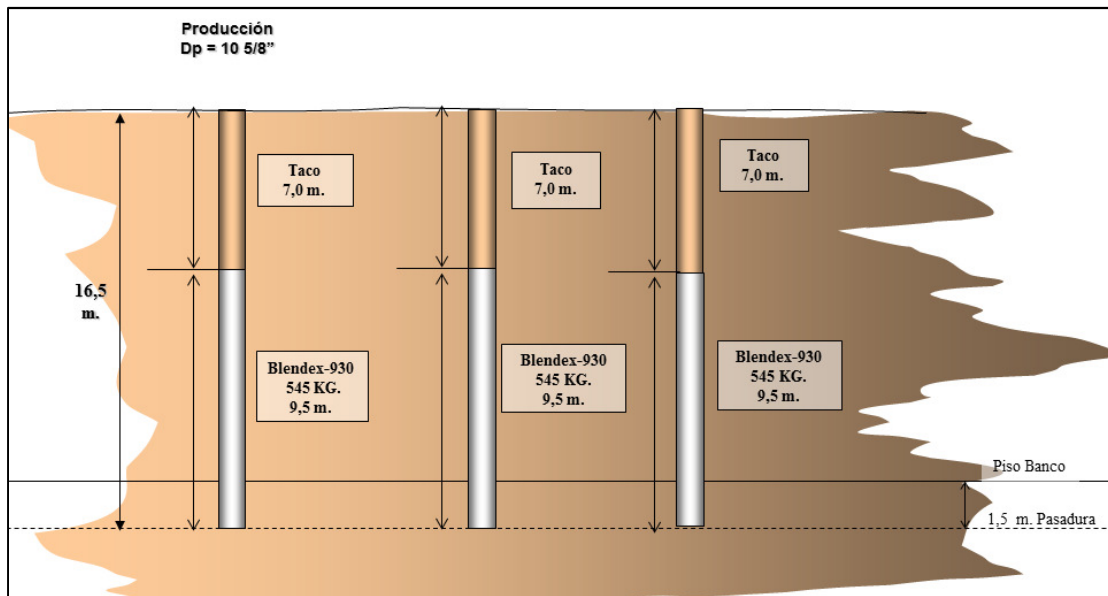 Producción
Dp = 10 5/8”
Taco
7,0 m.
Taco
7,0 m.
Taco
7,0 m.
16,5
m.
Blendex-930
545 KG.
9,5 m.
Blendex-930
545 KG.
9,5 m.
Blendex-930
545 KG.
9,5 m.
Piso Banco
1,5 m. Pasadura